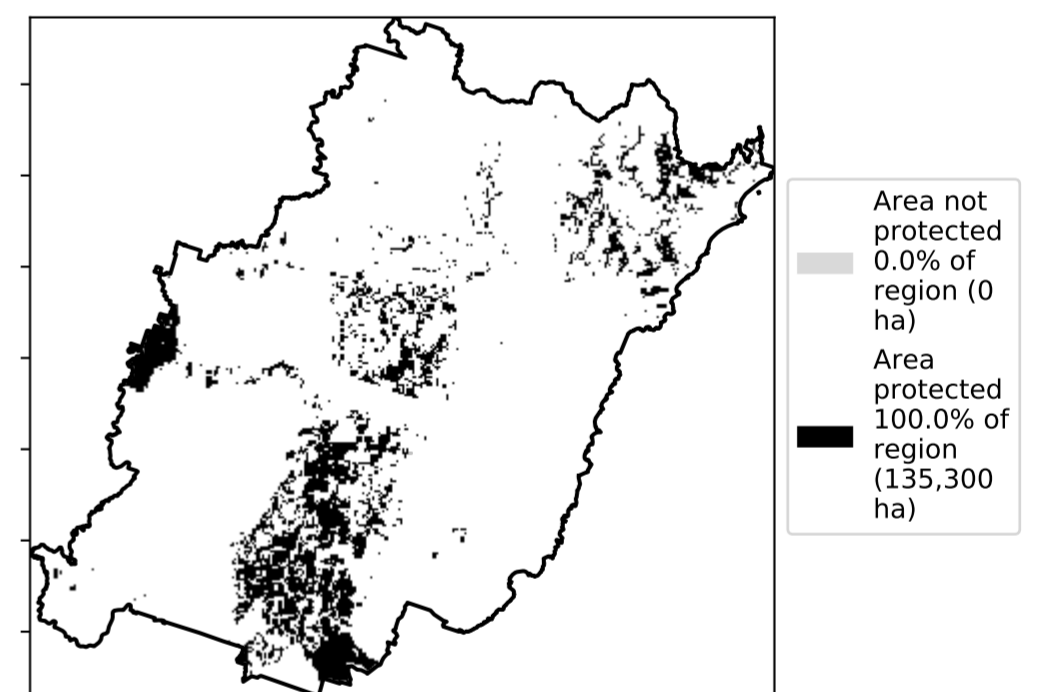 Area not
protected
0.0% of
region (0
ha)
Area
protected
100.0% of
region
(135,300
ha)